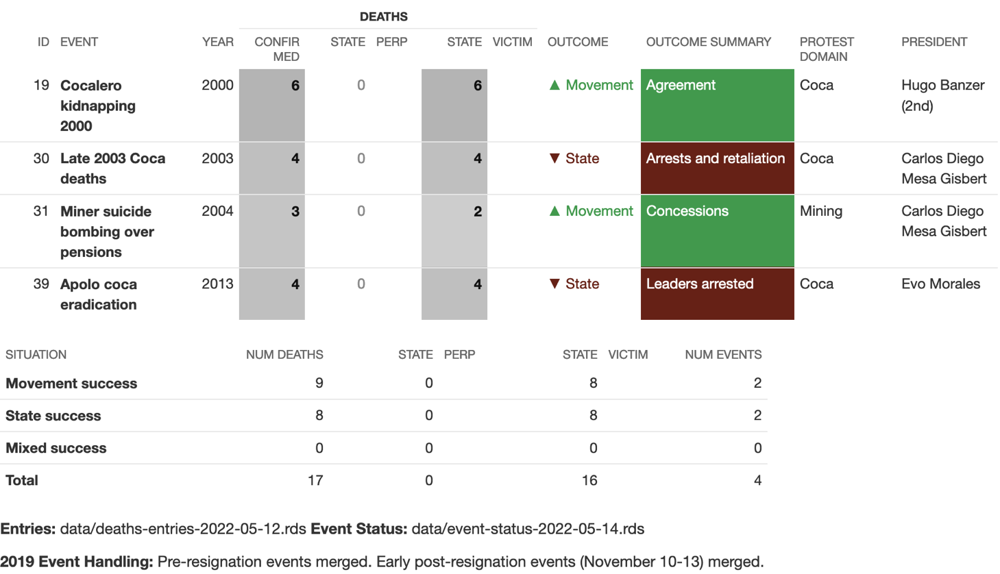 DEATHS
ID EVENT YEAR CONFIR STATE PERP STATE VICTIM OUTCOME OUTCOME SUMMARY PROTEST PRESIDENT
MED DOMAIN
19 Cocalero 2000 6 0 6 ▲ Movement Agreement Coca Hugo Banzer
kidnapping (2nd)
2000
30 Late 2003 Coca 2003 4 0 4 ▼ State Arrests and retaliation Coca Carlos Diego
deaths Mesa Gisbert
31 Miner suicide 2004 3 0 2 ▲ Movement Concessions Mining Carlos Diego
bombing over Mesa Gisbert
pensions
39 Apolo coca 2013 4 0 4 ▼ State Leaders arrested Coca Evo Morales
eradication
SITUATION NUM DEATHS STATE PERP STATE VICTIM NUM EVENTS
Movement success 9 0 8 2
State success 8 0 8 2
Mixed success 0 0 0 0
Total 17 0 16 4
Entries: data/deaths-entries-2022-05-12.rds Event Status: data/event-status-2022-05-14.rds
2019 Event Handling: Pre-resignation events merged. Early post-resignation events (November 10-13) merged.